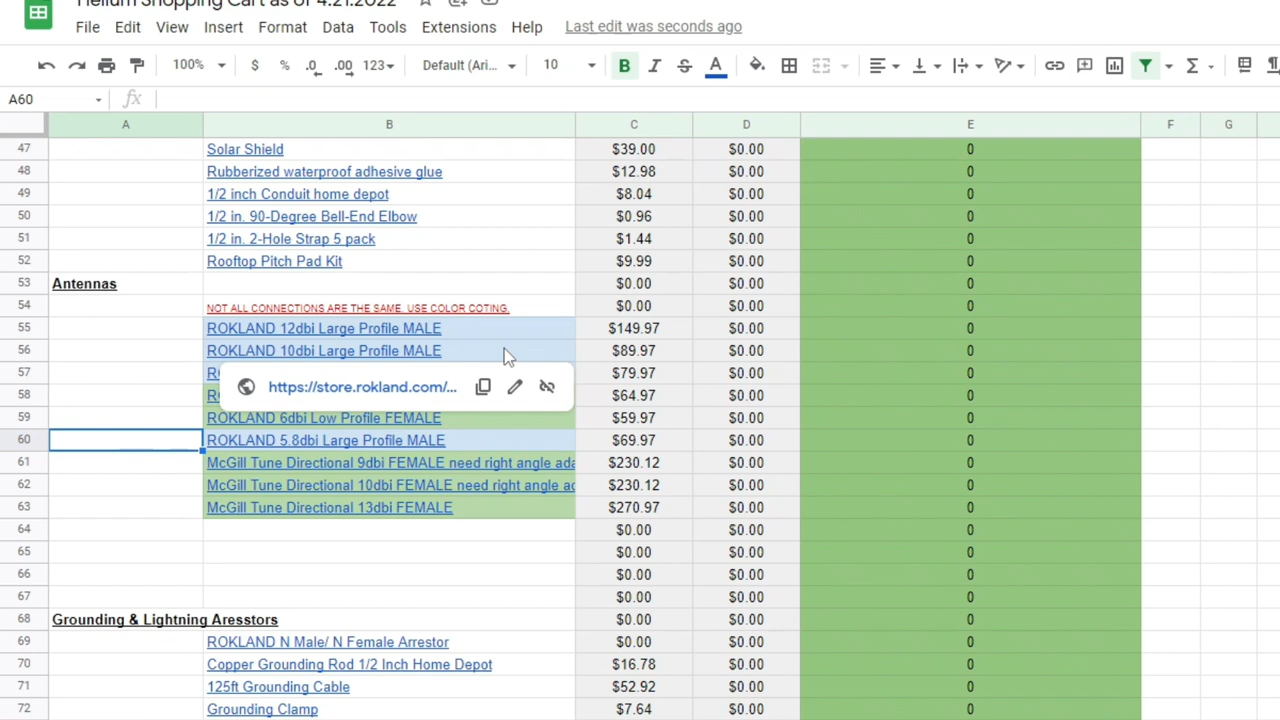 Helium Shopping Cart as of 4.21.2022
File Edit View Insert Format Data Tools Extensions Help Last edit was seconds ago
100% $ % .0 .00 123 Default (Ari... 10 B I S A
A60 fx
A B C D E F G
47 Solar Shield $39.00 $0.00 0
48 Rubberized waterproof adhesive glue $12.98 $0.00 0
49 1/2 inch Conduit home depot $8.04 $0.00 0
50 1/2 in. 90-Degree Bell-End Elbow $0.96 $0.00 0
51 1/2 in. 2-Hole Strap 5 pack $1.44 $0.00 0
52 Rooftop Pitch Pad Kit $9.99 $0.00 0
53 Antennas $0.00 $0.00 0
54 NOT ALL CONNECTIONS ARE THE SAME. USE COLOR COTING. $0.00 $0.00 0
55 ROKLAND 12dbi Large Profile MALE $149.97 $0.00 0
56 ROKLAND 10dbi Large Profile MALE $89.97 $0.00 0
57 R $79.97 $0.00 0
https://store.rokland.com/...
58 R $64.97 $0.00 0
59 ROKLAND 6dbi Low Profile FEMALE $59.97 $0.00 0
60 ROKLAND 5.8dbi Large Profile MALE $69.97 $0.00 0
61 McGill Tune Directional 9dbi FEMALE need right angle ada $230.12 $0.00 0
62 McGill Tune Directional 10dbi FEMALE need right angle ad $230.12 $0.00 0
63 McGill Tune Directional 13dbi FEMALE $270.97 $0.00 0
64 $0.00 $0.00 0
65 $0.00 $0.00 0
66 $0.00 $0.00 0
67 $0.00 $0.00 0
68 Grounding & Lightning Aresstors $0.00 $0.00 0
69 ROKLAND N Male/ N Female Arrestor $0.00 $0.00 0
70 Copper Grounding Rod 1/2 Inch Home Depot $16.78 $0.00 0
71 125ft Grounding Cable $52.92 $0.00 0
72 Grounding Clamp $7.64 $0.00 0